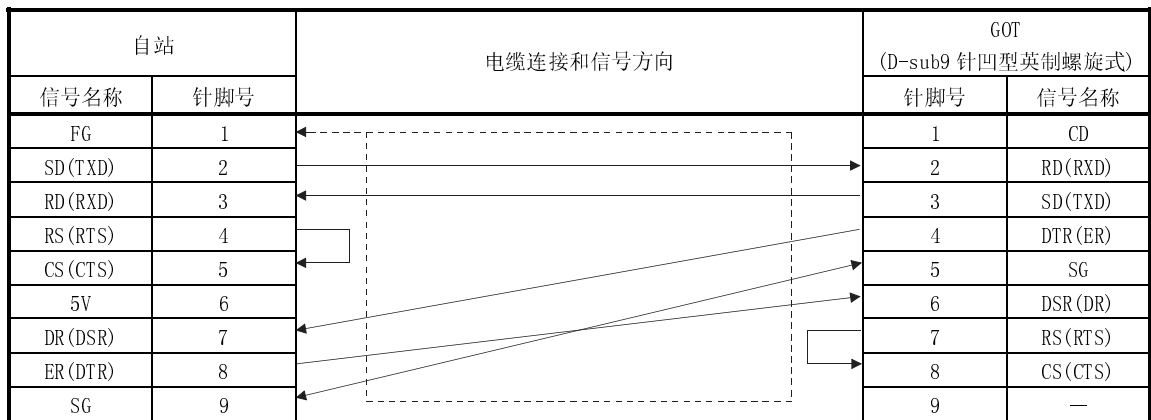 自站 电缆连接和信号方向 GOT
(D-sub9 针凹型英制螺旋式)
信号名称 针脚号 针脚号 信号名称
FG 1 1 CD
SD(TXD) 2 2 RD(RXD)
RD(RXD) 3 3 SD(TXD)
RS(RTS) 4 4 DTR(ER)
CS(CTS) 5 5 SG
5V 6 6 DSR(DR)
DR(DSR) 7 7 RS(RTS)
ER(DTR) 8 8 CS(CTS)
SG 9 9 —